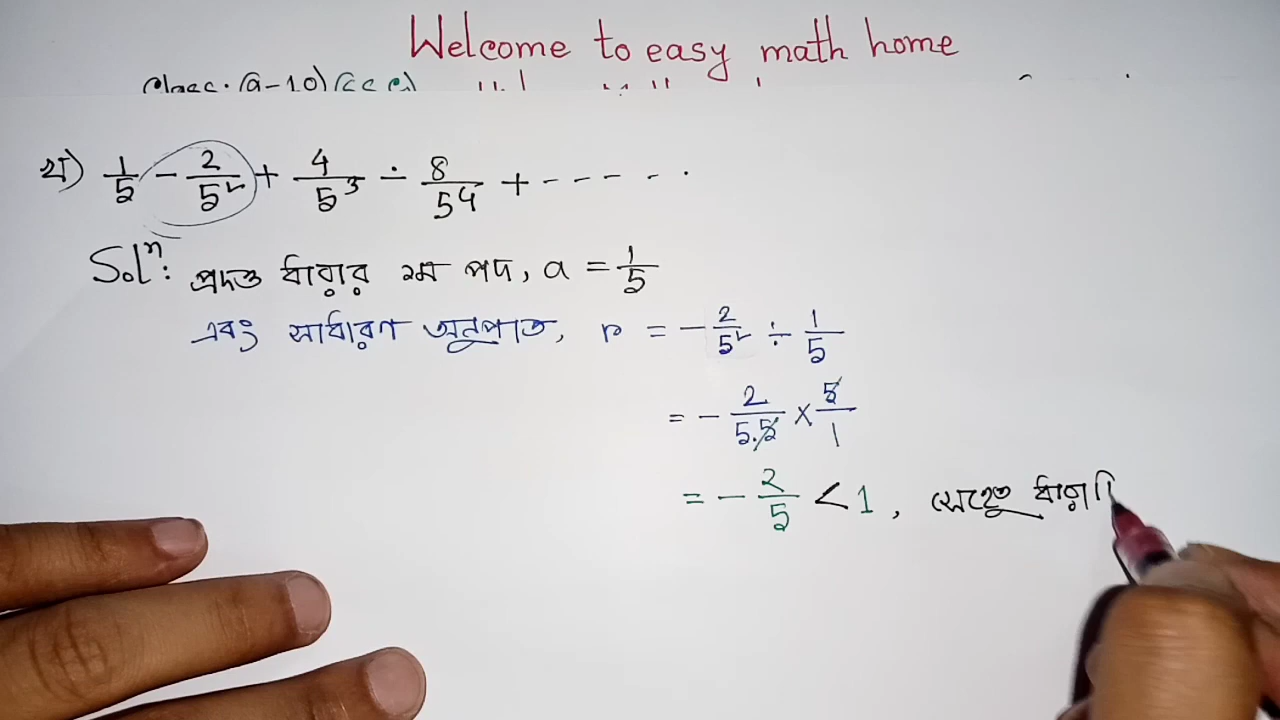 Welcome to easy math home
খ) 1/5 - 2/5² + 4/5³ ÷ 8/5⁴ + - - - - - .
Solⁿ: প্রদত্ত ধারার ১ম পদ, a = 1/5
এবং সাধারণ অনুপাত, r = - 2/5² ÷ 1/5
= - 2/5.5 × 5/1
= - 2/5 < 1, সেহেতু ধারাটি